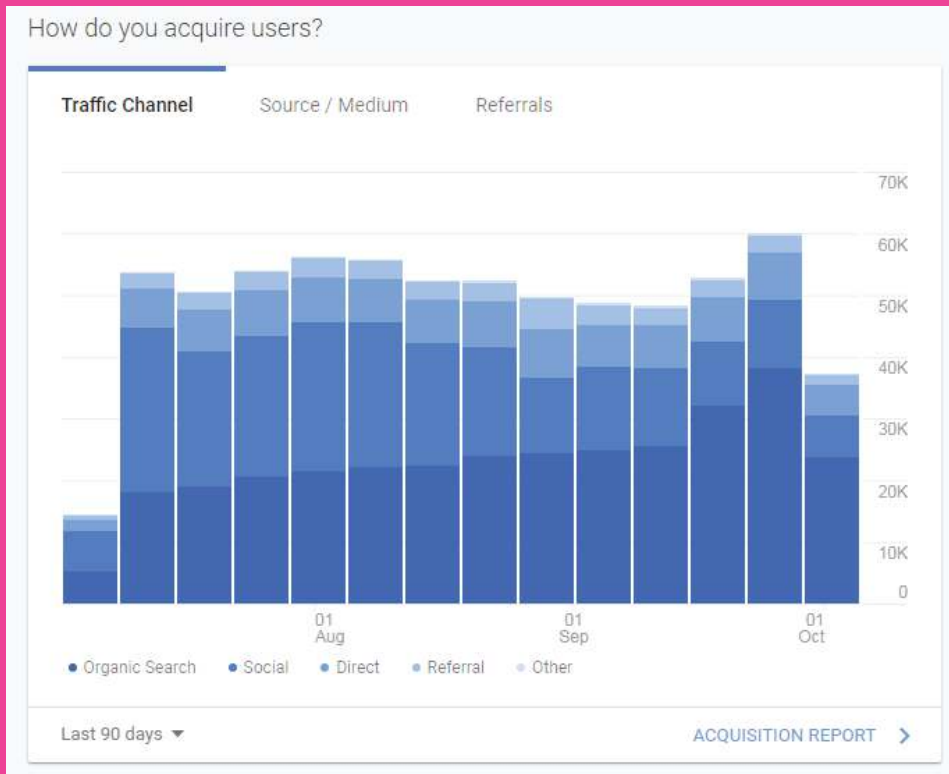 How do you acquire users?
Traffic Channel Source / Medium Referrals
70K
60K
50K
40K
30K
20K
10K
0
01 01 01
Aug Sep Oct
Organic Search Social Direct Referral Other
Last 90 days ACQUISITION REPORT